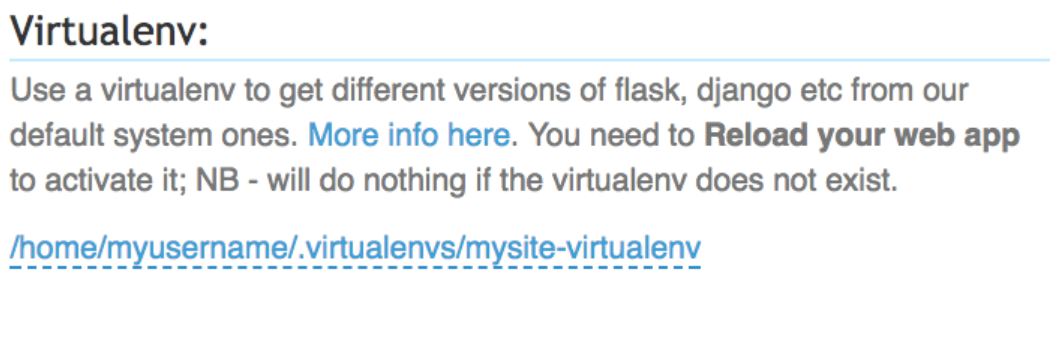 Virtualenv:
Use a virtualenv to get different versions of flask, django etc from our
default system ones. More info here. You need to Reload your web app
to activate it; NB - will do nothing if the virtualenv does not exist.
/home/myusername/.virtualenvs/mysite-virtualenv